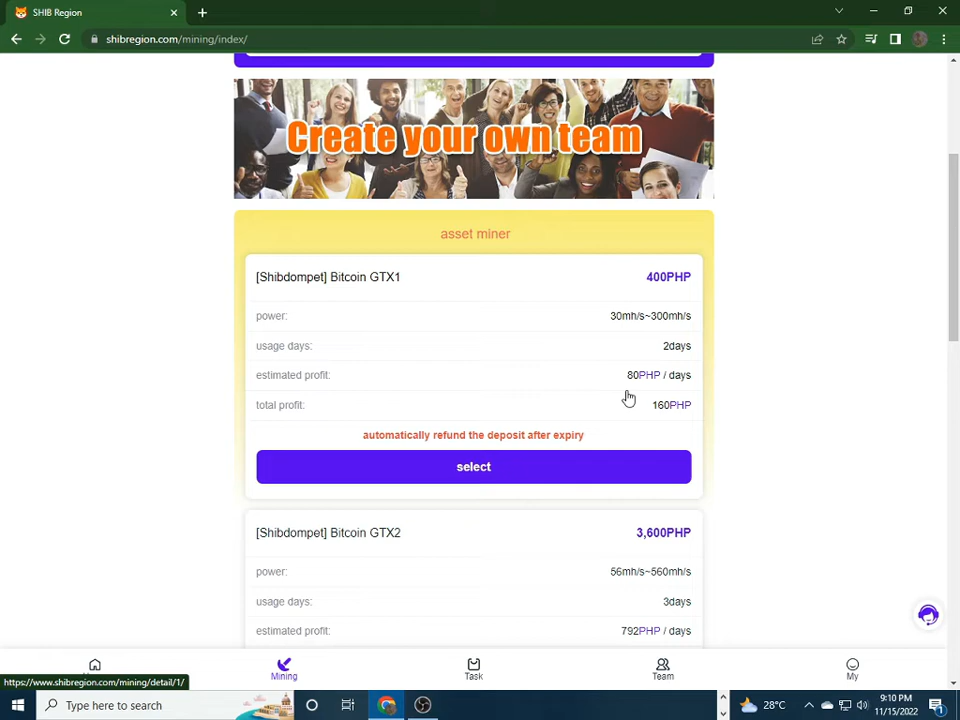 SHIB Region
shibregion.com/mining/index/
Create your own team
asset miner
[Shibdompet] Bitcoin GTX1 400PHP
power: 30mh/s~300mh/s
usage days: 2days
estimated profit: 80PHP / days
total profit: 160PHP
automatically refund the deposit after expiry
select
[Shibdompet] Bitcoin GTX2 3,600PHP
power: 56mh/s~560mh/s
usage days: 3days
estimated profit: 792PHP / days
Mining
Task
Team
My
https://www.shibregion.com/mining/detail/1/
Type here to search
28°C
9:10 PM
11/15/2022